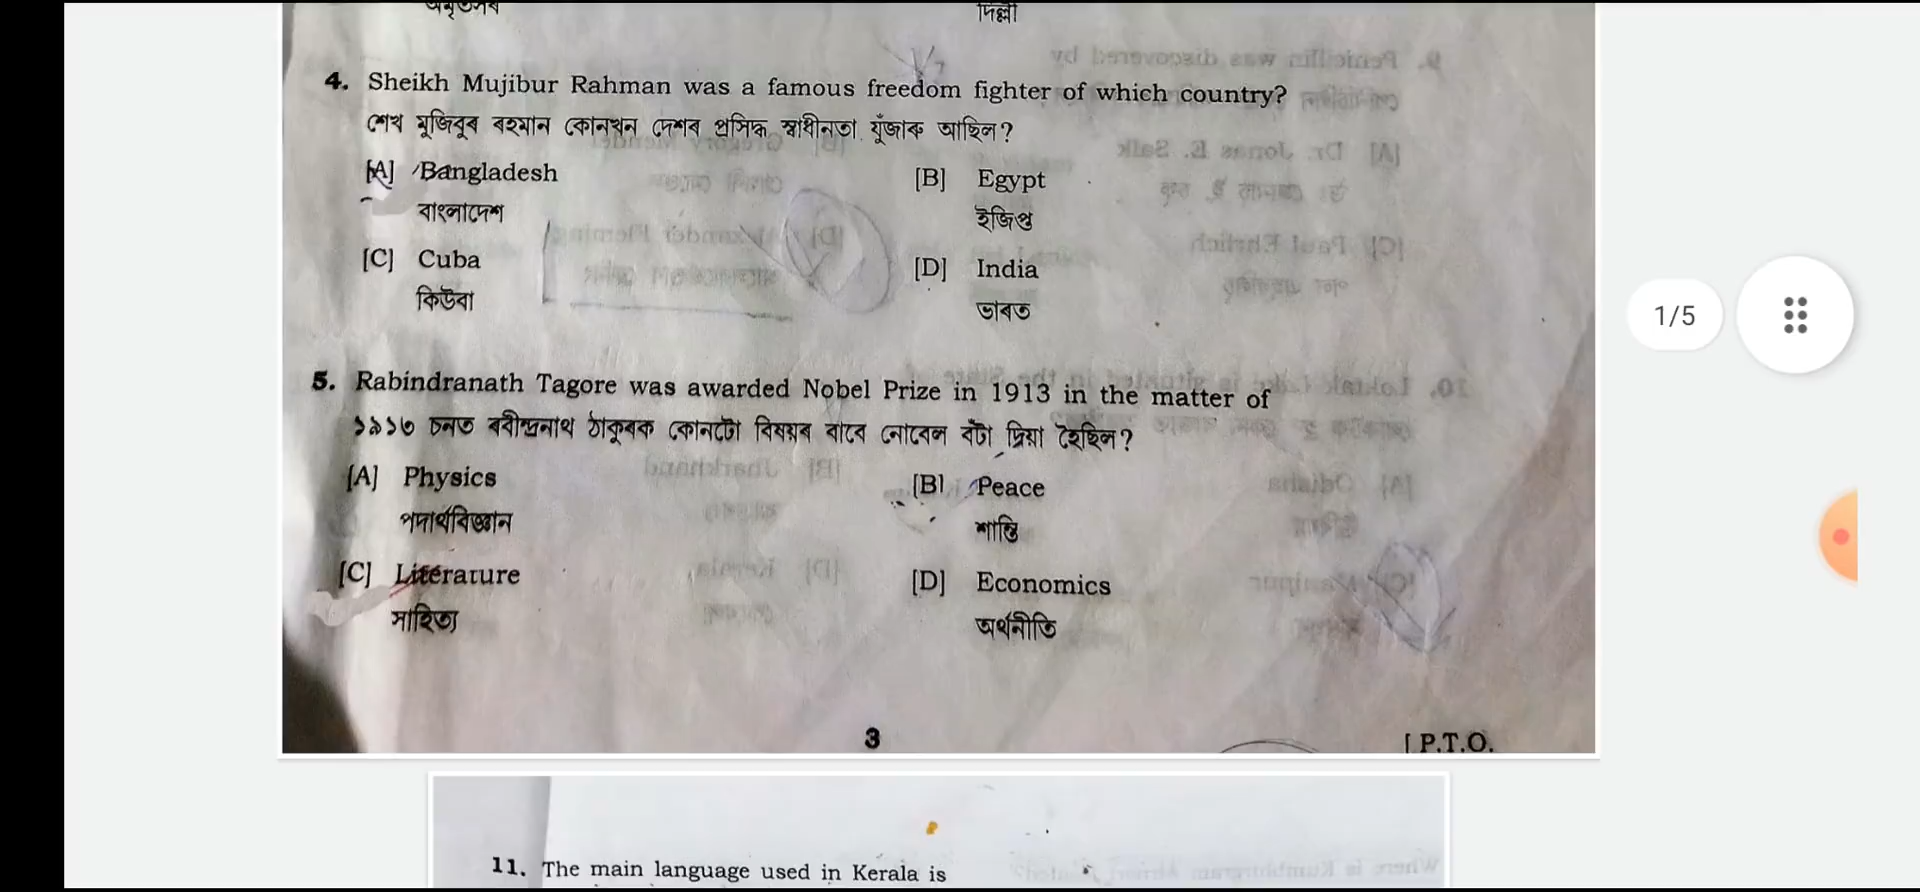 অমৃতসৰ
দিল্লী
4. Sheikh Mujibur Rahman was a famous freedom fighter of which country?
শেখ মুজিবুৰ ৰহমান কোনখন দেশৰ প্ৰসিদ্ধ স্বাধীনতা যুঁজাৰু আছিল?
[A] Bangladesh
[B] Egypt
বাংলাদেশ
ইজিপ্ত
[C] Cuba
[D] India
কিউবা
ভাৰত
5. Rabindranath Tagore was awarded Nobel Prize in 1913 in the matter of
১৯১৩ চনত ৰবীন্দ্ৰনাথ ঠাকুৰক কোনটো বিষয়ৰ বাবে নোবেল বঁটা দিয়া হৈছিল?
[A] Physics
[B] Peace
পদাৰ্থবিজ্ঞান
শান্তি
[C] Literature
[D] Economics
সাহিত্য
অৰ্থনীতি
3
[ P.T.O.
11. The main language used in Kerala is
1/5